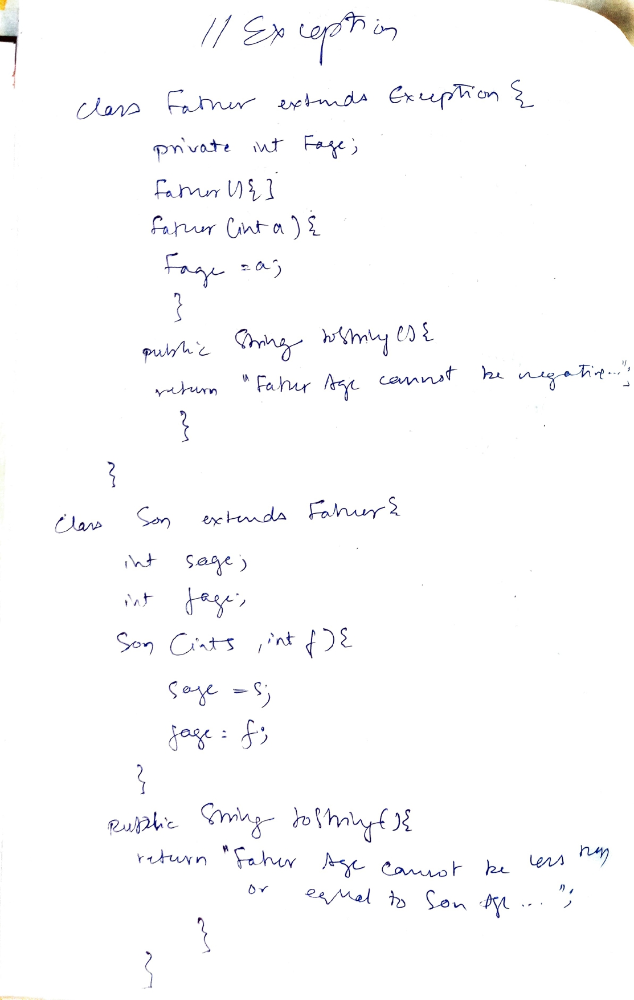 // Exception
class Father extends Exception {
private int Fage;
Father () { }
father (int a) {
Fage = a;
}
public String toString () {
return "Father Age cannot be negative...";
}
}
class Son extends Father {
int sage;
int fage;
Son (int s, int f) {
sage = s;
fage = f;
}
Public String toString () {
return "Father Age cannot be less than
or equal to Son Age ... ";
}
}